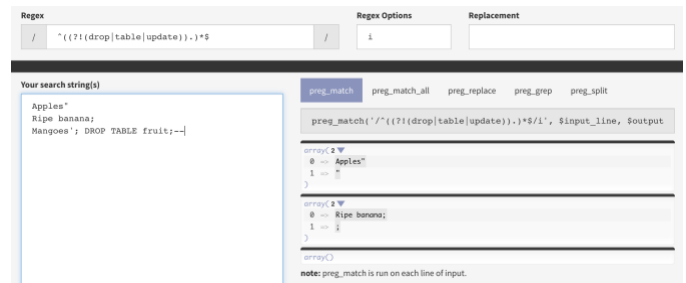 Regex
Regex Options
Replacement
/ ^((?!(drop|table|update)).)*$ /
i
Your search string(s)
Apples"
Ripe banana;
Mangoes'; DROP TABLE fruit;--
preg_match preg_match_all preg_replace preg_grep preg_split
preg_match('/^((?!(drop|table|update)).)*$/i', $input_line, $output
array( 2
0 => Apples"
1 => "
)
array( 2
0 => Ripe banana;
1 => ;
)
array()
note: preg_match is run on each line of input.